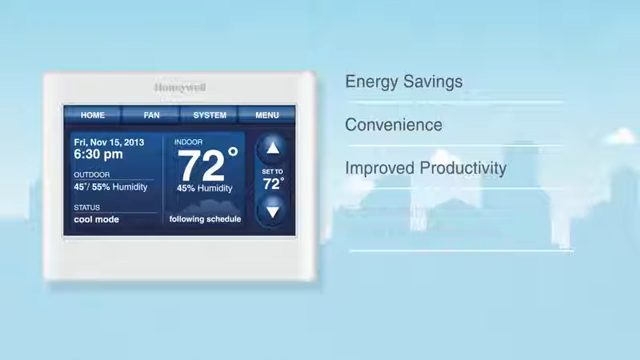 Honeywell
HOME FAN SYSTEM MENU
Fri, Nov 15, 2013
6:30 pm
OUTDOOR
45°/ 55% Humidity
STATUS
cool mode
INDOOR
72°
45% Humidity
following schedule
SET TO
72°
Energy Savings
Convenience
Improved Productivity